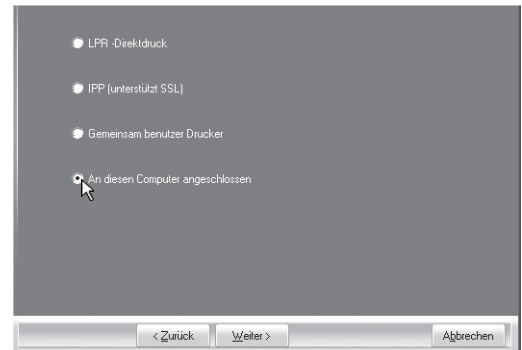 LPR -Direktdruck
IPP (unterstützt SSL)
Gemeinsam benutzer Drucker
An diesen Computer angeschlossen
< Zurück Weiter > Abbrechen